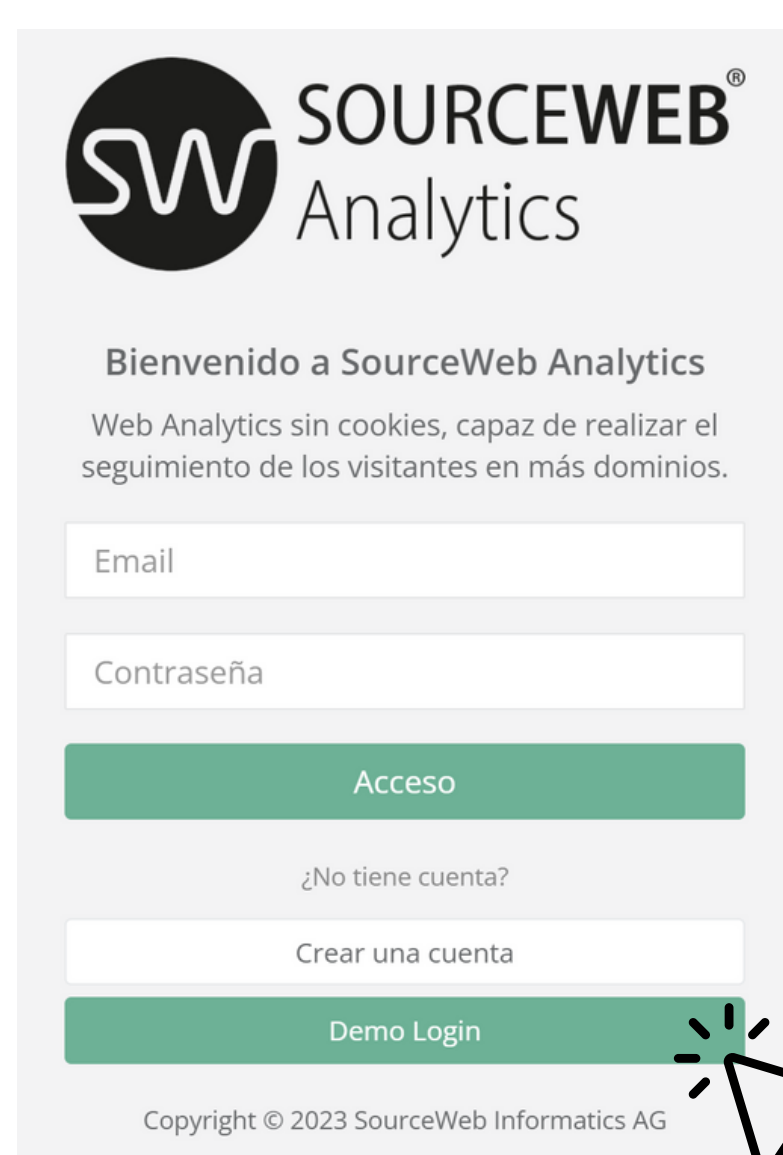 SW
SOURCEWEB®
Analytics
Bienvenido a SourceWeb Analytics
Web Analytics sin cookies, capaz de realizar el
seguimiento de los visitantes en más dominios.
Email
Contraseña
Acceso
¿No tiene cuenta?
Crear una cuenta
Demo Login
Copyright © 2023 SourceWeb Informatics AG